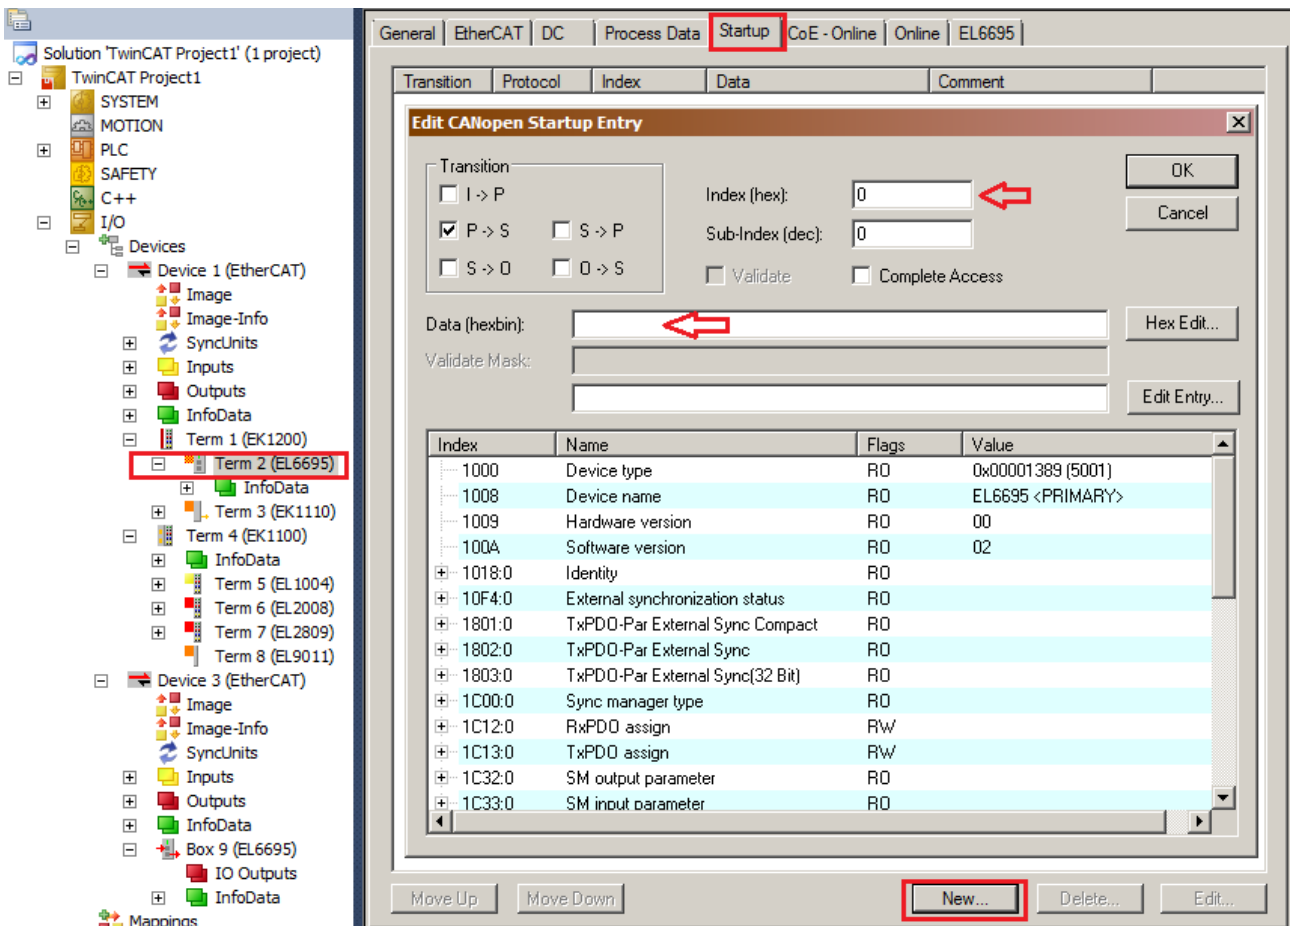 Solution 'TwinCAT Project1' (1 project)
TwinCAT Project1
SYSTEM
MOTION
PLC
SAFETY
C++
I/O
Devices
Device 1 (EtherCAT)
Image
Image-Info
SyncUnits
Inputs
Outputs
InfoData
Term 1 (EK1200)
Term 2 (EL6695)
InfoData
Term 3 (EK1110)
Term 4 (EK1100)
InfoData
Term 5 (EL1004)
Term 6 (EL2008)
Term 7 (EL2809)
Term 8 (EL9011)
Device 3 (EtherCAT)
Image
Image-Info
SyncUnits
Inputs
Outputs
InfoData
Box 9 (EL6695)
IO Outputs
InfoData
Mappings
General EtherCAT DC Process Data Startup CoE - Online Online EL6695
Transition Protocol Index Data Comment
Edit CANopen Startup Entry
Transition
I -> P
P -> S S -> P
S -> O O -> S
Index (hex): 0
Sub-Index (dec): 0
Validate Complete Access
OK
Cancel
Data (hexbin): Hex Edit...
Validate Mask:
Edit Entry...
Index Name Flags Value
1000 Device type RO 0x00001389 (5001)
1008 Device name RO EL6695 <PRIMARY>
1009 Hardware version RO 00
100A Software version RO 02
1018:0 Identity RO
10F4:0 External synchronization status RO
1801:0 TxPDO-Par External Sync Compact RO
1802:0 TxPDO-Par External Sync RO
1803:0 TxPDO-Par External Sync(32 Bit) RO
1C00:0 Sync manager type RO
1C12:0 RxPDO assign RW
1C13:0 TxPDO assign RW
1C32:0 SM output parameter RO
1C33:0 SM input parameter RO
Move Up Move Down New... Delete... Edit...